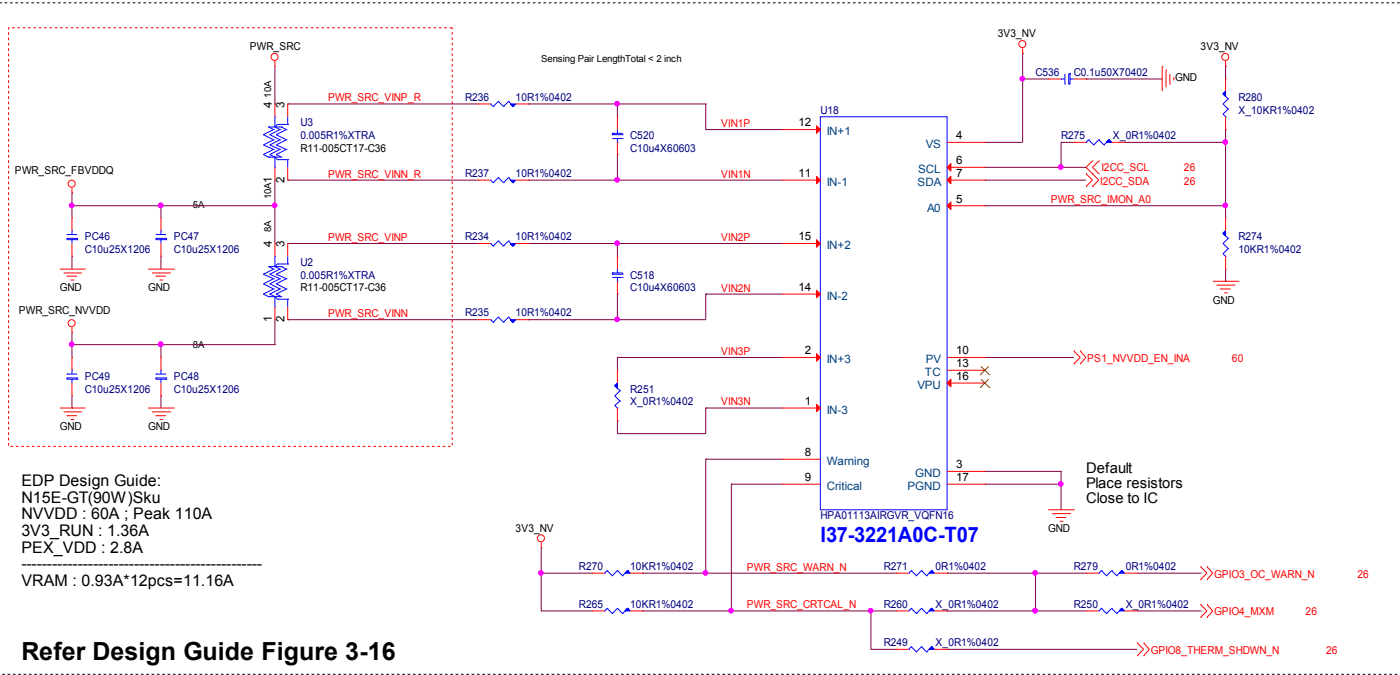 PWR_SRC
Sensing Pair LengthTotal < 2 inch
3V3_NV
3V3_NV
C536
C0.1u50X70402
GND
4
10A
3
PWR_SRC_VINP_R
R236
10R1%0402
R280
X_10KR1%0402
U3
0.005R1%XTRA
R11-005CT17-C36
C520
C10u4X60603
VIN1P
12
U18
IN+1
VS
4
R275
X_0R1%0402
PWR_SRC_FBVDDQ
10A
1
2
PWR_SRC_VINN_R
R237
10R1%0402
VIN1N
11
IN-1
SCL
6
I2CC_SCL
26
SDA
7
I2CC_SDA
26
A0
5
PWR_SRC_IMON_A0
5A
PC46
C10u25X1206
PC47
C10u25X1206
GND
GND
8A
4
3
PWR_SRC_VINP
R234
10R1%0402
VIN2P
15
IN+2
R274
10KR1%0402
GND
U2
0.005R1%XTRA
R11-005CT17-C36
C518
C10u4X60603
VIN2N
14
IN-2
PWR_SRC_NVVDD
1
2
PWR_SRC_VINN
R235
10R1%0402
8A
PC49
C10u25X1206
PC48
C10u25X1206
GND
GND
VIN3P
2
IN+3
R251
X_0R1%0402
VIN3N
1
IN-3
PV
10
PS1_NVVDD_EN_INA
60
TC
13
VPU
16
8
Warning
9
Critical
GND
3
PGND
17
GND
Default
Place resistors
Close to IC
HPA01113AIRGVR_VQFN16
I37-3221A0C-T07
EDP Design Guide:
N15E-GT(90W)Sku
NVVDD : 60A ; Peak 110A
3V3_RUN : 1.36A
PEX_VDD : 2.8A
-------------------------------------------------
VRAM : 0.93A*12pcs=11.16A
3V3_NV
R270
10KR1%0402
PWR_SRC_WARN_N
R271
0R1%0402
R279
0R1%0402
GPIO3_OC_WARN_N
26
R265
10KR1%0402
PWR_SRC_CRTCAL_N
R260
X_0R1%0402
R250
X_0R1%0402
GPIO4_MXM
26
R249
X_0R1%0402
GPIO8_THERM_SHDWN_N
26
Refer Design Guide Figure 3-16